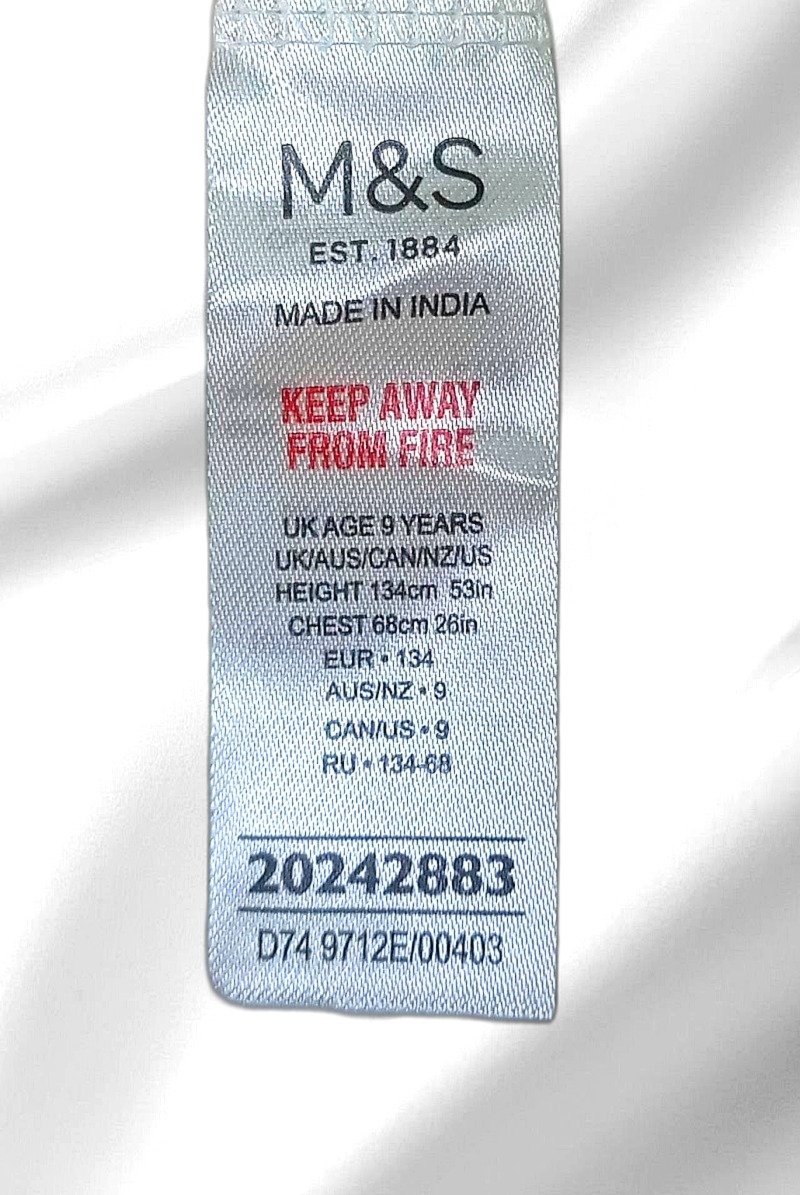 M&S
EST. 1884
MADE IN INDIA
KEEP AWAY
FROM FIRE
UK AGE 9 YEARS
UK/AUS/CAN/NZ/US
HEIGHT 134cm 53in
CHEST 68cm 26in
EUR • 134
AUS/NZ • 9
CAN/US • 9
RU • 134-68
20242883
D74 9712E/00403